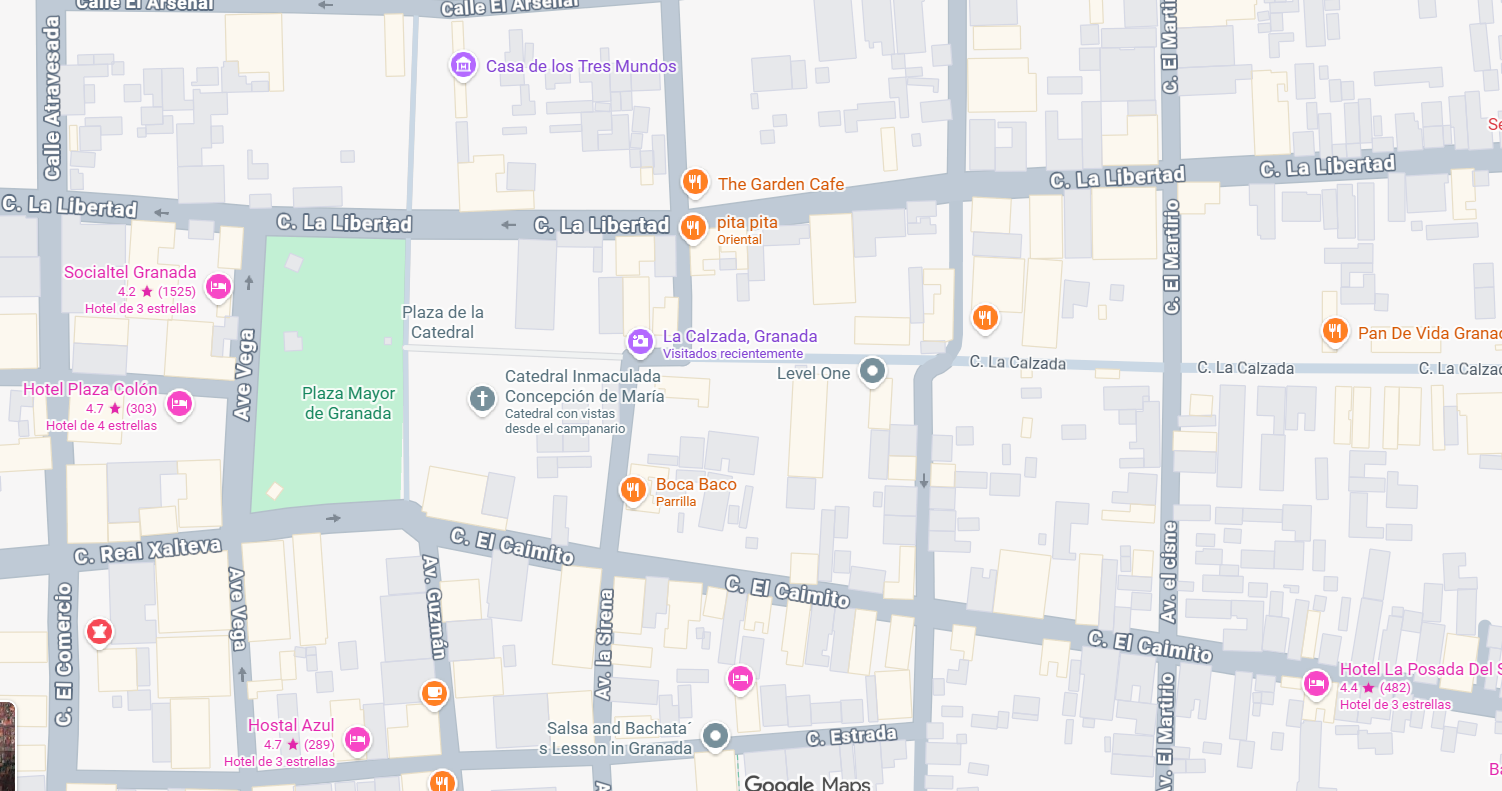 Calle El Arsenal
Calle El Arsenal
Calle Atravesada
C. El Martirio
Casa de los Tres Mundos
Se
C. La Libertad
C. La Libertad
The Garden Cafe
C. La Libertad
C. La Libertad
C. La Libertad
pita pita
Oriental
C. El Martirio
Socialtel Granada
4.2 ★ (1525)
Hotel de 3 estrellas
Plaza de la
Catedral
La Calzada, Granada
Visitados recientemente
Pan De Vida Granad
Ave Vega
Level One
C. La Calzada
C. La Calzada
C. La Calzad
Hotel Plaza Colón
4.7 ★ (303)
Hotel de 4 estrellas
Plaza Mayor
de Granada
Catedral Inmaculada
Concepción de María
Catedral con vistas
desde el campanario
Boca Baco
Parrilla
C. Real Xalteva
C. El Caimito
C. El Caimito
C. El Caimito
Av. el cisne
C. El Comercio
Ave Vega
Av. Guzmán
Av. la Sirena
Av. El Martirio
Hotel La Posada Del S
4.4 ★ (482)
Hotel de 3 estrellas
Hostal Azul
4.7 ★ (289)
Hotel de 3 estrellas
Salsa and Bachata´
s Lesson in Granada
C. Estrada
Ba
Google Maps